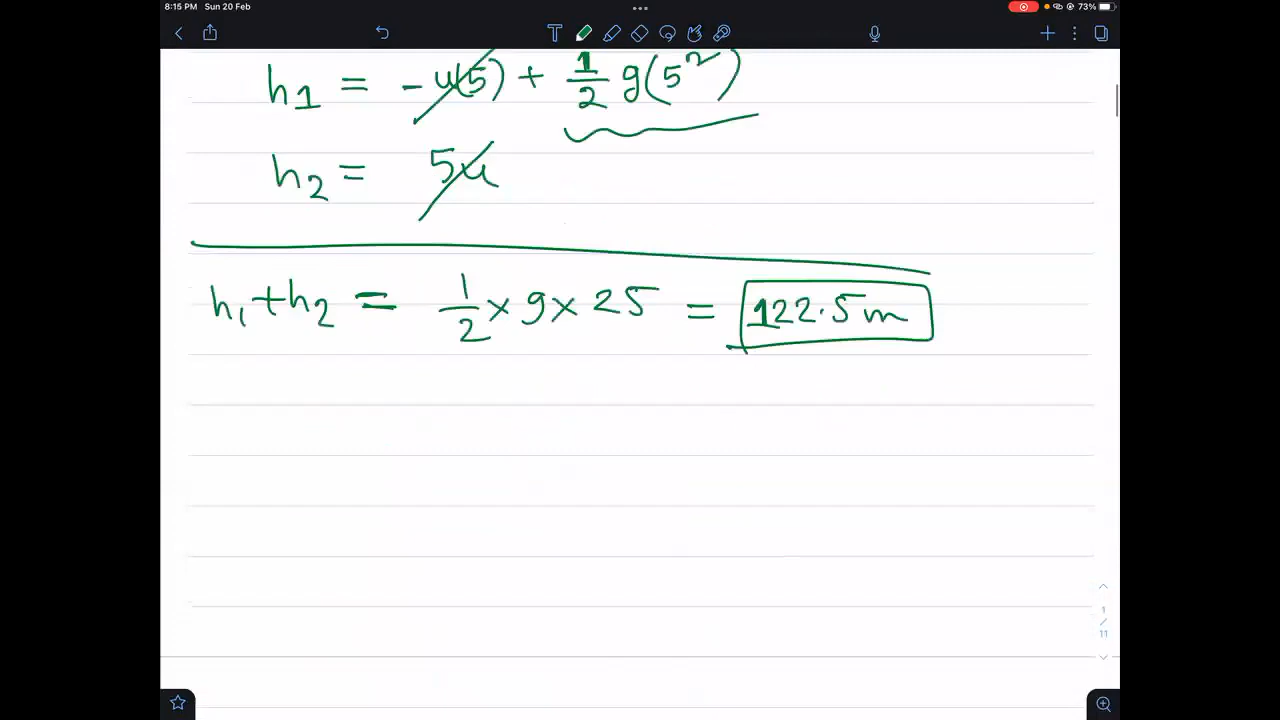 8:15 PM Sun 20 Feb
73%
T
h1 = -u(5) + 1/2 g(5²)
h2 = 5u
h1+h2 = 1/2 × g × 25 = 122.5m
1
/
11